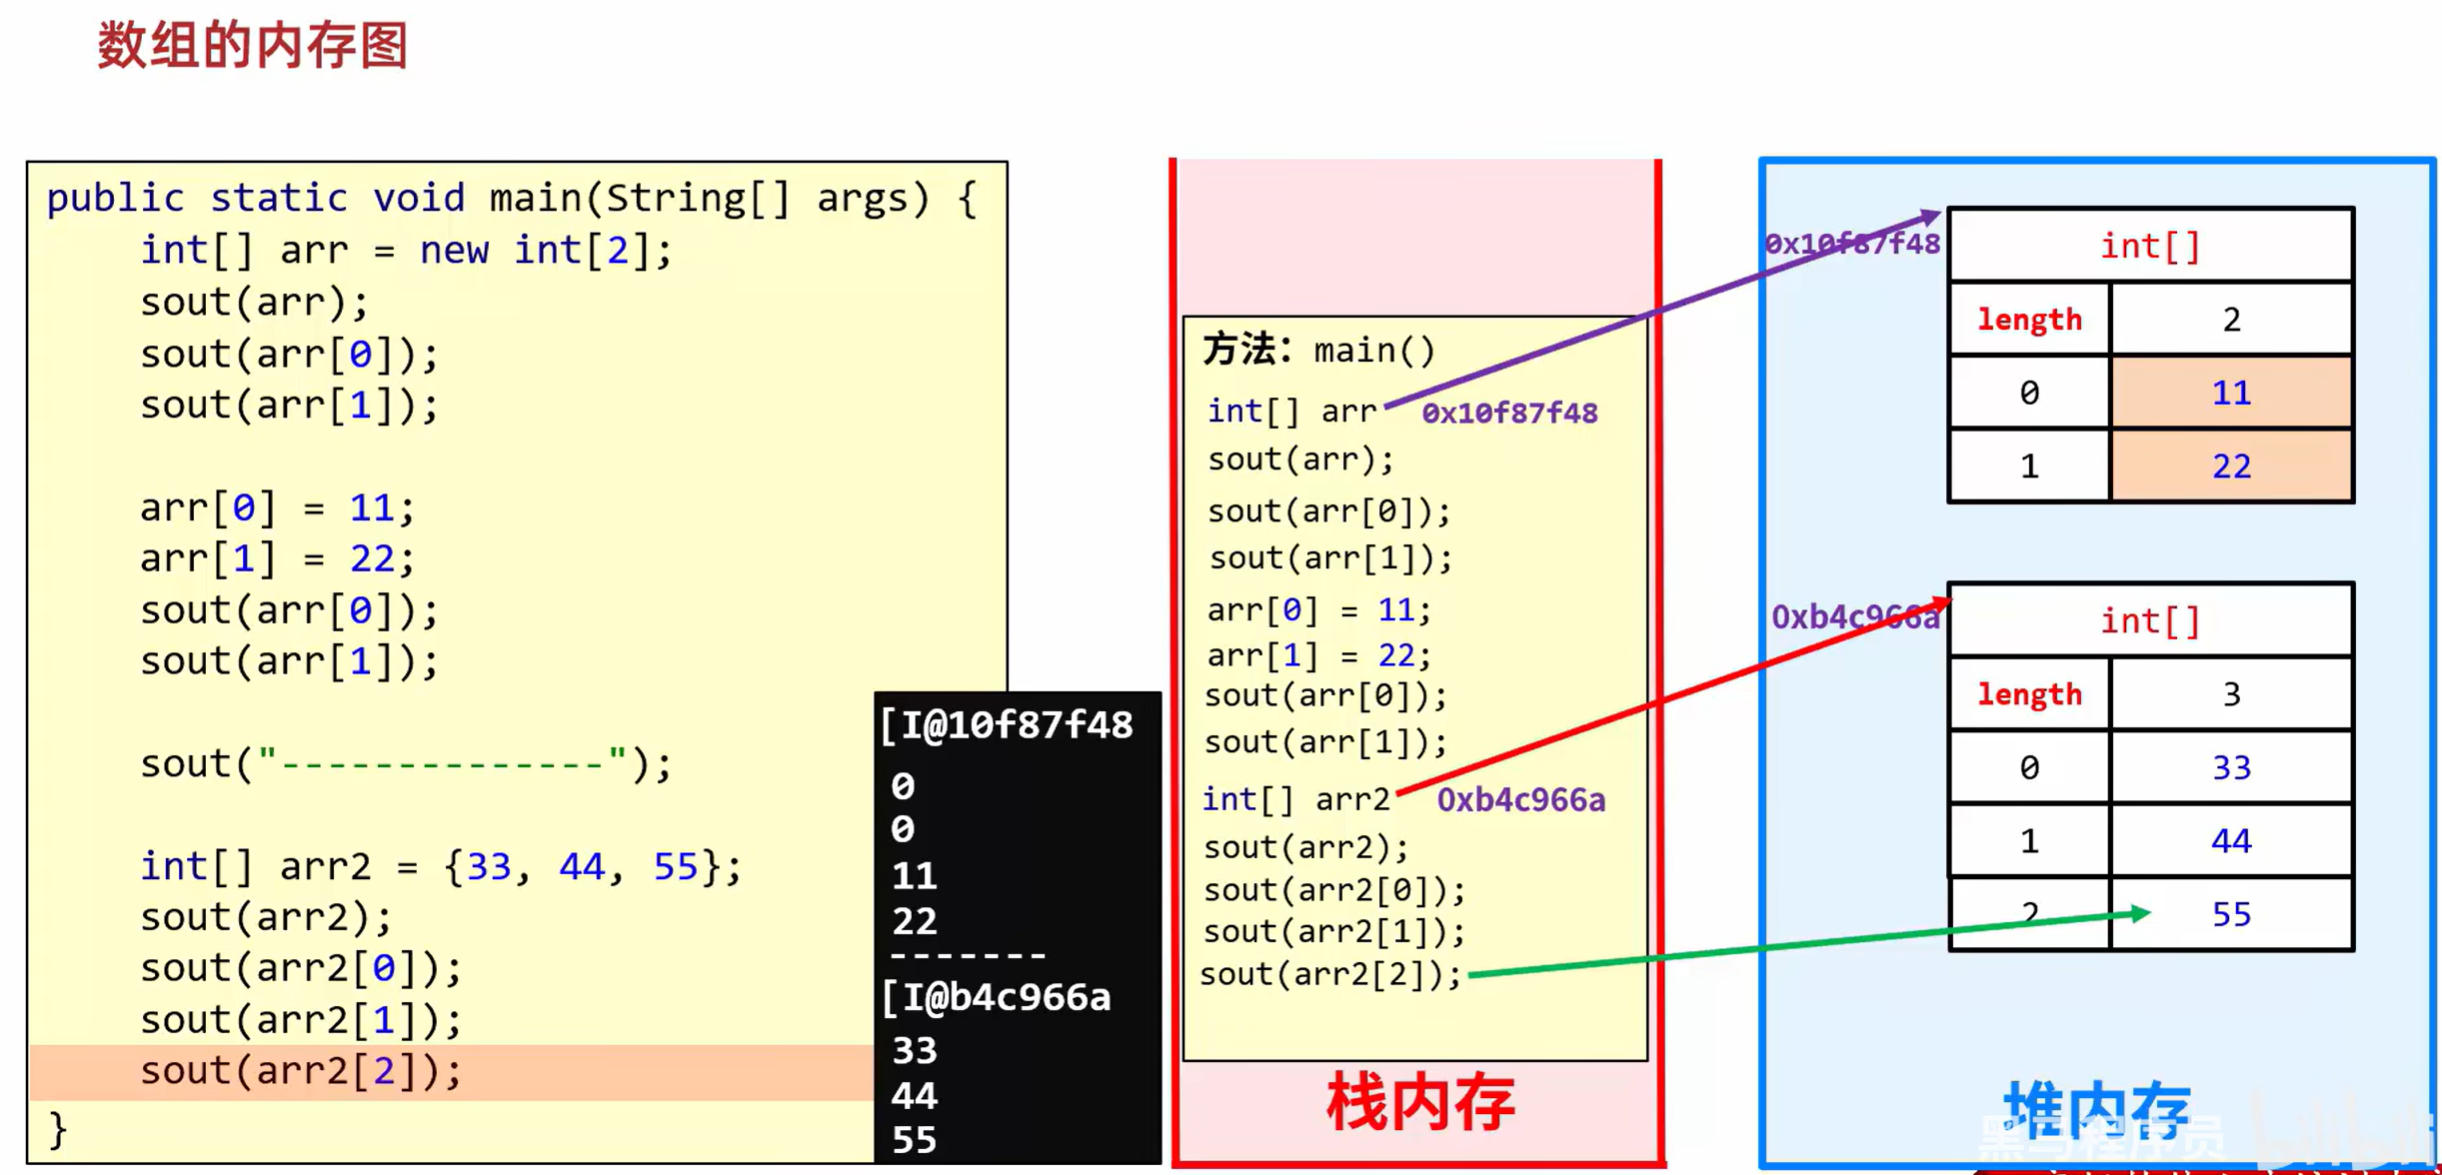 数组的内存图
public static void main(String[] args) {
int[] arr = new int[2];
sout(arr);
sout(arr[0]);
sout(arr[1]);
arr[0] = 11;
arr[1] = 22;
sout(arr[0]);
sout(arr[1]);
sout("--------------");
int[] arr2 = {33, 44, 55};
sout(arr2);
sout(arr2[0]);
sout(arr2[1]);
sout(arr2[2]);
}
[I@10f87f48
0
0
11
22
-------
[I@b4c966a
33
44
55
方法：main()
int[] arr 0x10f87f48
sout(arr);
sout(arr[0]);
sout(arr[1]);
arr[0] = 11;
arr[1] = 22;
sout(arr[0]);
sout(arr[1]);
int[] arr2 0xb4c966a
sout(arr2);
sout(arr2[0]);
sout(arr2[1]);
sout(arr2[2]);
栈内存
0x10f87f48 int[]
length 2
0 11
1 22
0xb4c966a int[]
length 3
0 33
1 44
2 55
堆内存
黑马程序员 bilibili